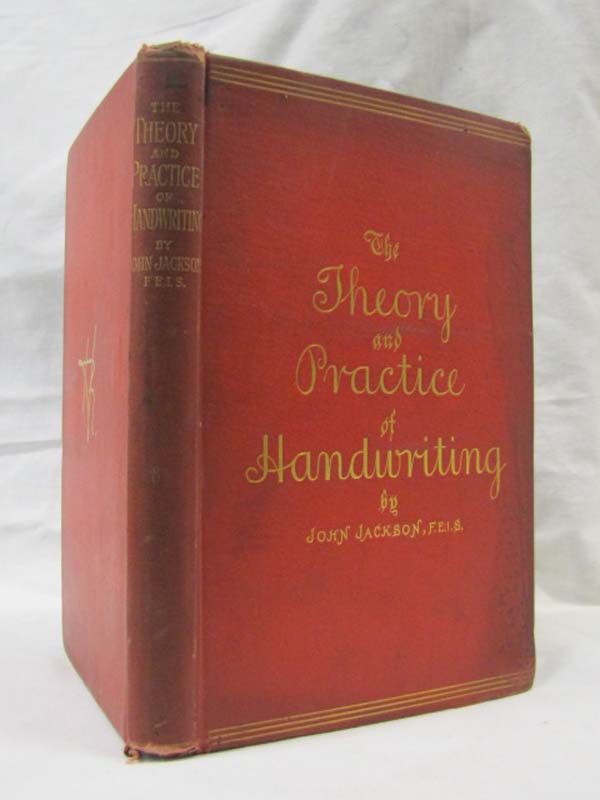 THE
THEORY
AND
PRACTICE
OF
HANDWRITING
BY
JOHN JACKSON
F.E.I.S.
The
Theory
and
Practice
of
Handwriting
by
JOHN JACKSON, F.E.I.S.